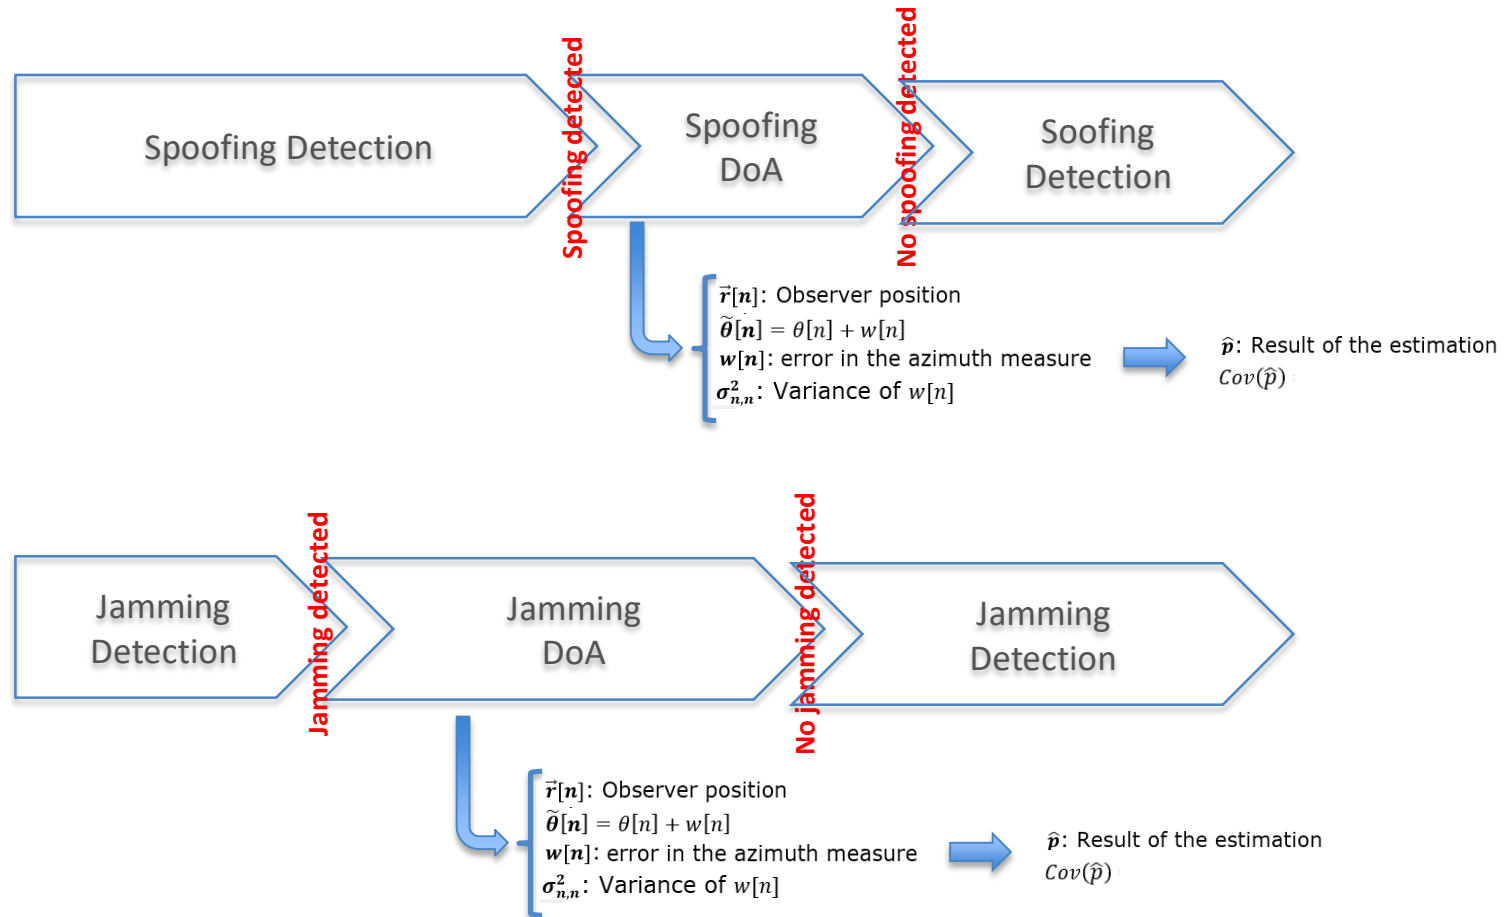 Spoofing Detection
Spoofing detected
Spoofing
DoA
No spoofing detected
Soofing
Detection
r⃗[n]: Observer position
θ̃[n] = θ[n] + w[n]
w[n]: error in the azimuth measure
σ²ₙ,ₙ: Variance of w[n]
p̂: Result of the estimation
Cov(p̂)
Jamming
Detection
Jamming detected
Jamming
DoA
No jamming detected
Jamming
Detection
r⃗[n]: Observer position
θ̃[n] = θ[n] + w[n]
w[n]: error in the azimuth measure
σ²ₙ,ₙ: Variance of w[n]
p̂: Result of the estimation
Cov(p̂)